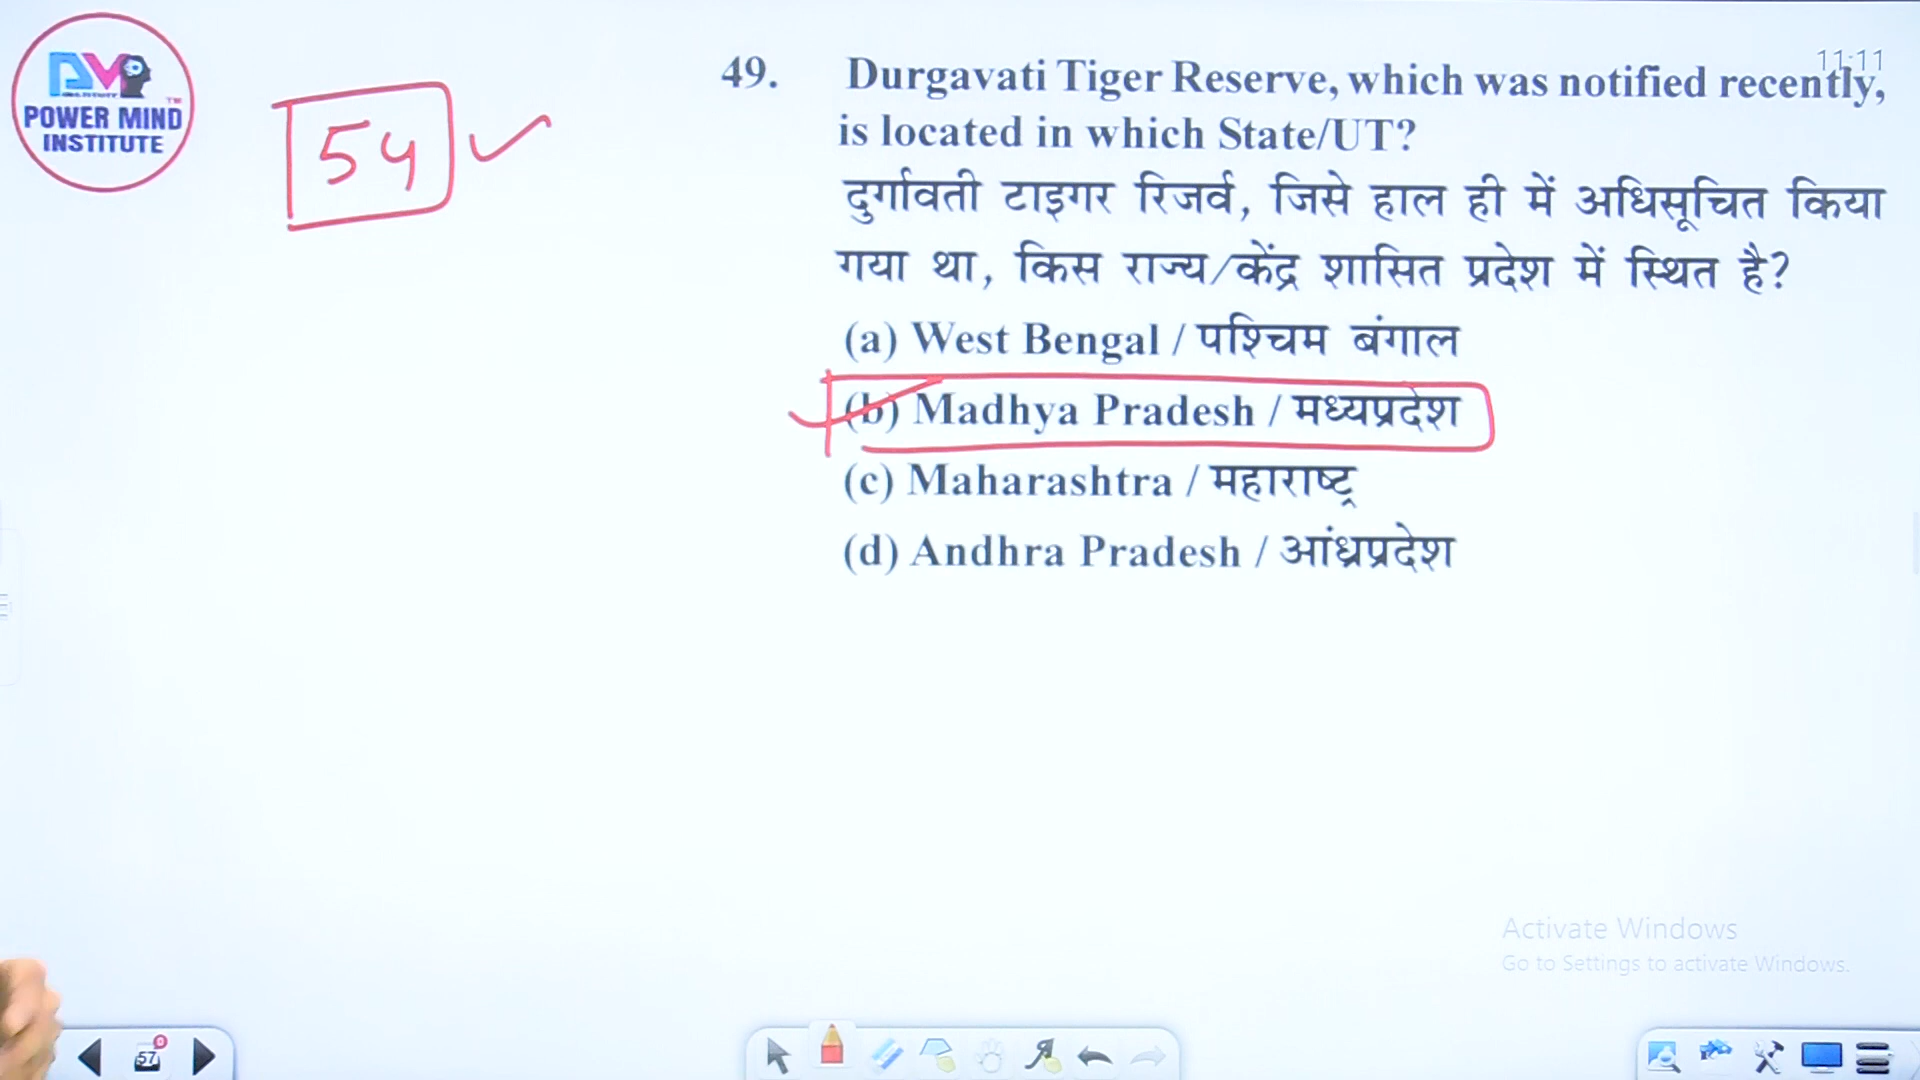 POWER MIND
INSTITUTE
54
11:11
49. Durgavati Tiger Reserve, which was notified recently,
is located in which State/UT?
दुर्गावती टाइगर रिजर्व, जिसे हाल ही में अधिसूचित किया
गया था, किस राज्य/केंद्र शासित प्रदेश में स्थित है?
(a) West Bengal / पश्चिम बंगाल
(b) Madhya Pradesh / मध्यप्रदेश
(c) Maharashtra / महाराष्ट्र
(d) Andhra Pradesh / आंध्रप्रदेश
Activate Windows
Go to Settings to activate Windows.
57
0